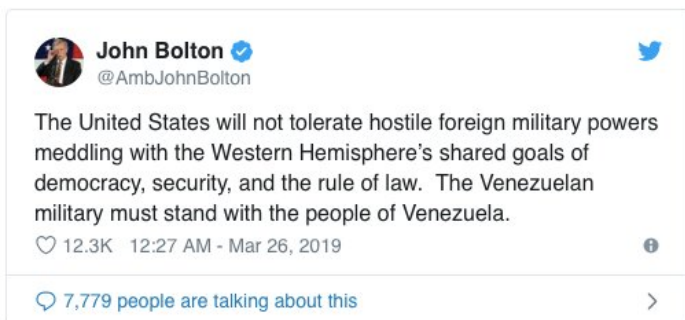 John Bolton
@AmbJohnBolton
The United States will not tolerate hostile foreign military powers
meddling with the Western Hemisphere's shared goals of
democracy, security, and the rule of law.  The Venezuelan
military must stand with the people of Venezuela.
12.3K 12:27 AM - Mar 26, 2019
7,779 people are talking about this